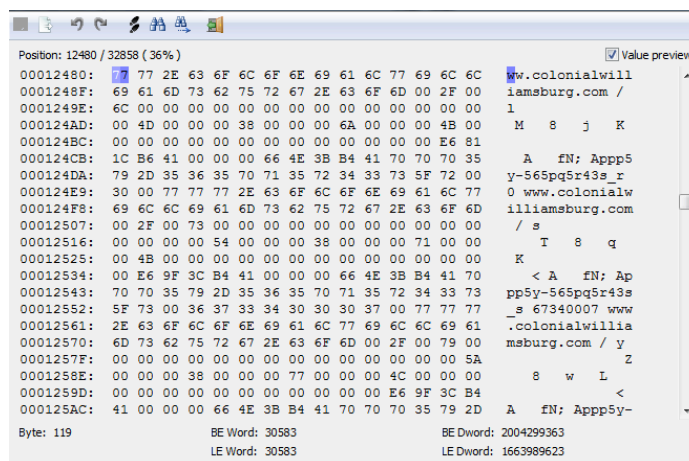 Position: 12480 / 32858 ( 36% ) Value preview
00012480: 77 77 2E 63 6F 6C 6F 6E 69 61 6C 77 69 6C 6C ww.colonialwill
0001248F: 69 61 6D 73 62 75 72 67 2E 63 6F 6D 00 2F 00 iamsburg.com /
0001249E: 6C 00 00 00 00 00 00 00 00 00 00 00 00 00 00 l
000124AD: 00 4D 00 00 00 38 00 00 00 6A 00 00 00 4B 00 M 8 j K
000124BC: 00 00 00 00 00 00 00 00 00 00 00 00 00 E6 81
000124CB: 1C B6 41 00 00 00 66 4E 3B B4 41 70 70 70 35 A fN; Appp5
000124DA: 79 2D 35 36 35 70 71 35 72 34 33 73 5F 72 00 y-565pq5r43s_r
000124E9: 30 00 77 77 77 2E 63 6F 6C 6F 6E 69 61 6C 77 0 www.colonialw
000124F8: 69 6C 6C 69 61 6D 73 62 75 72 67 2E 63 6F 6D illiamsburg.com
00012507: 00 2F 00 73 00 00 00 00 00 00 00 00 00 00 00 / s
00012516: 00 00 00 00 54 00 00 00 38 00 00 00 71 00 00 T 8 q
00012525: 00 4B 00 00 00 00 00 00 00 00 00 00 00 00 00 K
00012534: 00 E6 9F 3C B4 41 00 00 00 66 4E 3B B4 41 70 < A fN; Ap
00012543: 70 70 35 79 2D 35 36 35 70 71 35 72 34 33 73 pp5y-565pq5r43s
00012552: 5F 73 00 36 37 33 34 30 30 30 37 00 77 77 77 _s 67340007 www
00012561: 2E 63 6F 6C 6F 6E 69 61 6C 77 69 6C 6C 69 61 .colonialwillia
00012570: 6D 73 62 75 72 67 2E 63 6F 6D 00 2F 00 79 00 msburg.com / y
0001257F: 00 00 00 00 00 00 00 00 00 00 00 00 00 00 5A Z
0001258E: 00 00 00 38 00 00 00 77 00 00 00 4C 00 00 00 8 w L
0001259D: 00 00 00 00 00 00 00 00 00 00 00 E6 9F 3C B4 <
000125AC: 41 00 00 00 66 4E 3B B4 41 70 70 70 35 79 2D A fN; Appp5y-
Byte: 119 BE Word: 30583 BE Dword: 2004299363
LE Word: 30583 LE Dword: 1663989623